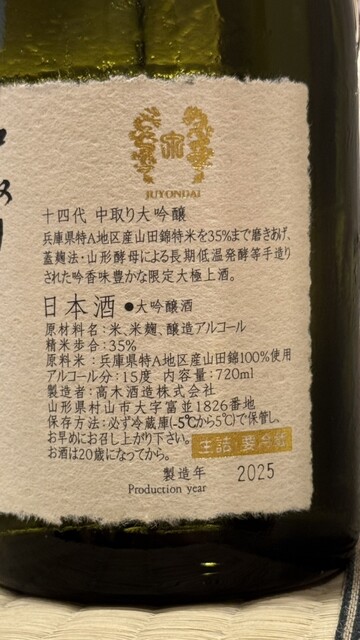 JUYONDAI
十四代 中取り大吟醸
兵庫県特A地区産山田錦特米を35%まで磨きあげ、
蓋麹法・山形酵母による長期低温発酵等手造り
された吟香味豊かな限定大極上酒。
日本酒 ●大吟醸酒
原材料名：米、米麹、醸造アルコール
精米歩合：35%
原料米：兵庫県特A地区産山田錦100%使用
アルコール分：15度 内容量：720ml
製造者：高木酒造株式会社
山形県村山市大字富並1826番地
保存方法：必ず冷蔵庫(-5℃から5℃)で保管し、
お早めにお召し上がり下さい。
生詰・要冷蔵
お酒は20歳になってから。
製造年 2025
Production year